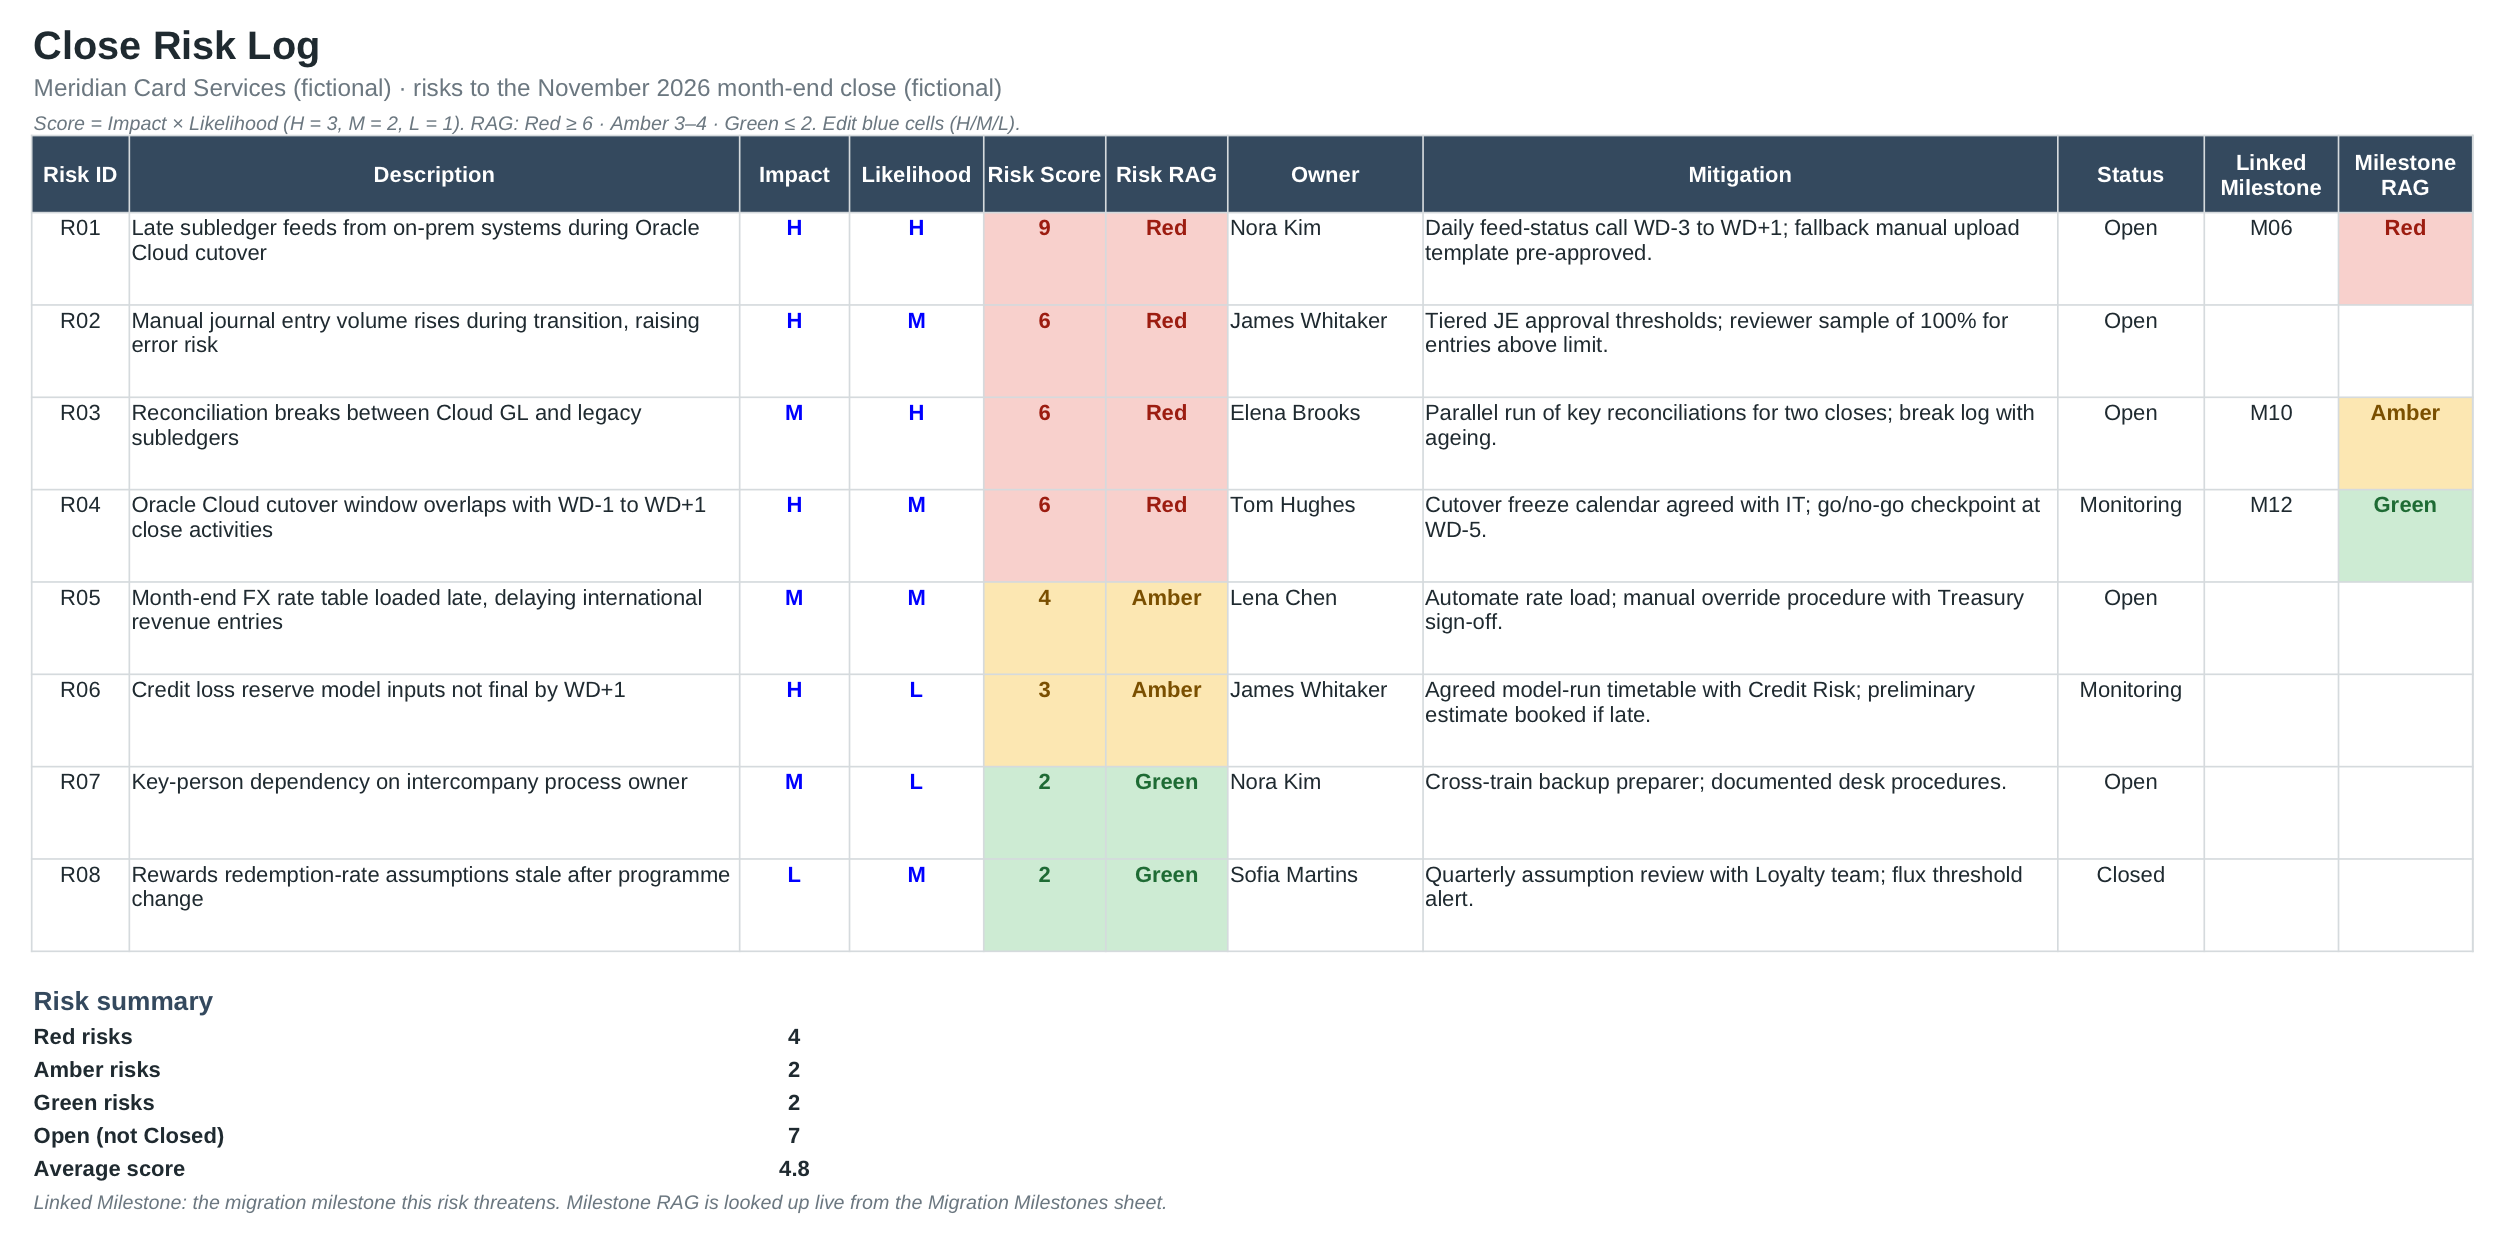 Close Risk Log
Meridian Card Services (fictional) · risks to the November 2026 month-end close (fictional)
Score = Impact × Likelihood (H = 3, M = 2, L = 1). RAG: Red ≥ 6 · Amber 3–4 · Green ≤ 2. Edit blue cells (H/M/L).
Risk ID Description Impact Likelihood Risk Score Risk RAG Owner Mitigation Status Linked Milestone Milestone RAG
R01 Late subledger feeds from on-prem systems during Oracle H H 9 Red Nora Kim Daily feed-status call WD-3 to WD+1; fallback manual upload Open M06 Red
Cloud cutover template pre-approved.
R02 Manual journal entry volume rises during transition, raising H M 6 Red James Whitaker Tiered JE approval thresholds; reviewer sample of 100% for Open
error risk entries above limit.
R03 Reconciliation breaks between Cloud GL and legacy M H 6 Red Elena Brooks Parallel run of key reconciliations for two closes; break log with Open M10 Amber
subledgers ageing.
R04 Oracle Cloud cutover window overlaps with WD-1 to WD+1 H M 6 Red Tom Hughes Cutover freeze calendar agreed with IT; go/no-go checkpoint at Monitoring M12 Green
close activities WD-5.
R05 Month-end FX rate table loaded late, delaying international M M 4 Amber Lena Chen Automate rate load; manual override procedure with Treasury Open
revenue entries sign-off.
R06 Credit loss reserve model inputs not final by WD+1 H L 3 Amber James Whitaker Agreed model-run timetable with Credit Risk; preliminary Monitoring
estimate booked if late.
R07 Key-person dependency on intercompany process owner M L 2 Green Nora Kim Cross-train backup preparer; documented desk procedures. Open
R08 Rewards redemption-rate assumptions stale after programme L M 2 Green Sofia Martins Quarterly assumption review with Loyalty team; flux threshold Closed
change alert.
Risk summary
Red risks 4
Amber risks 2
Green risks 2
Open (not Closed) 7
Average score 4.8
Linked Milestone: the migration milestone this risk threatens. Milestone RAG is looked up live from the Migration Milestones sheet.